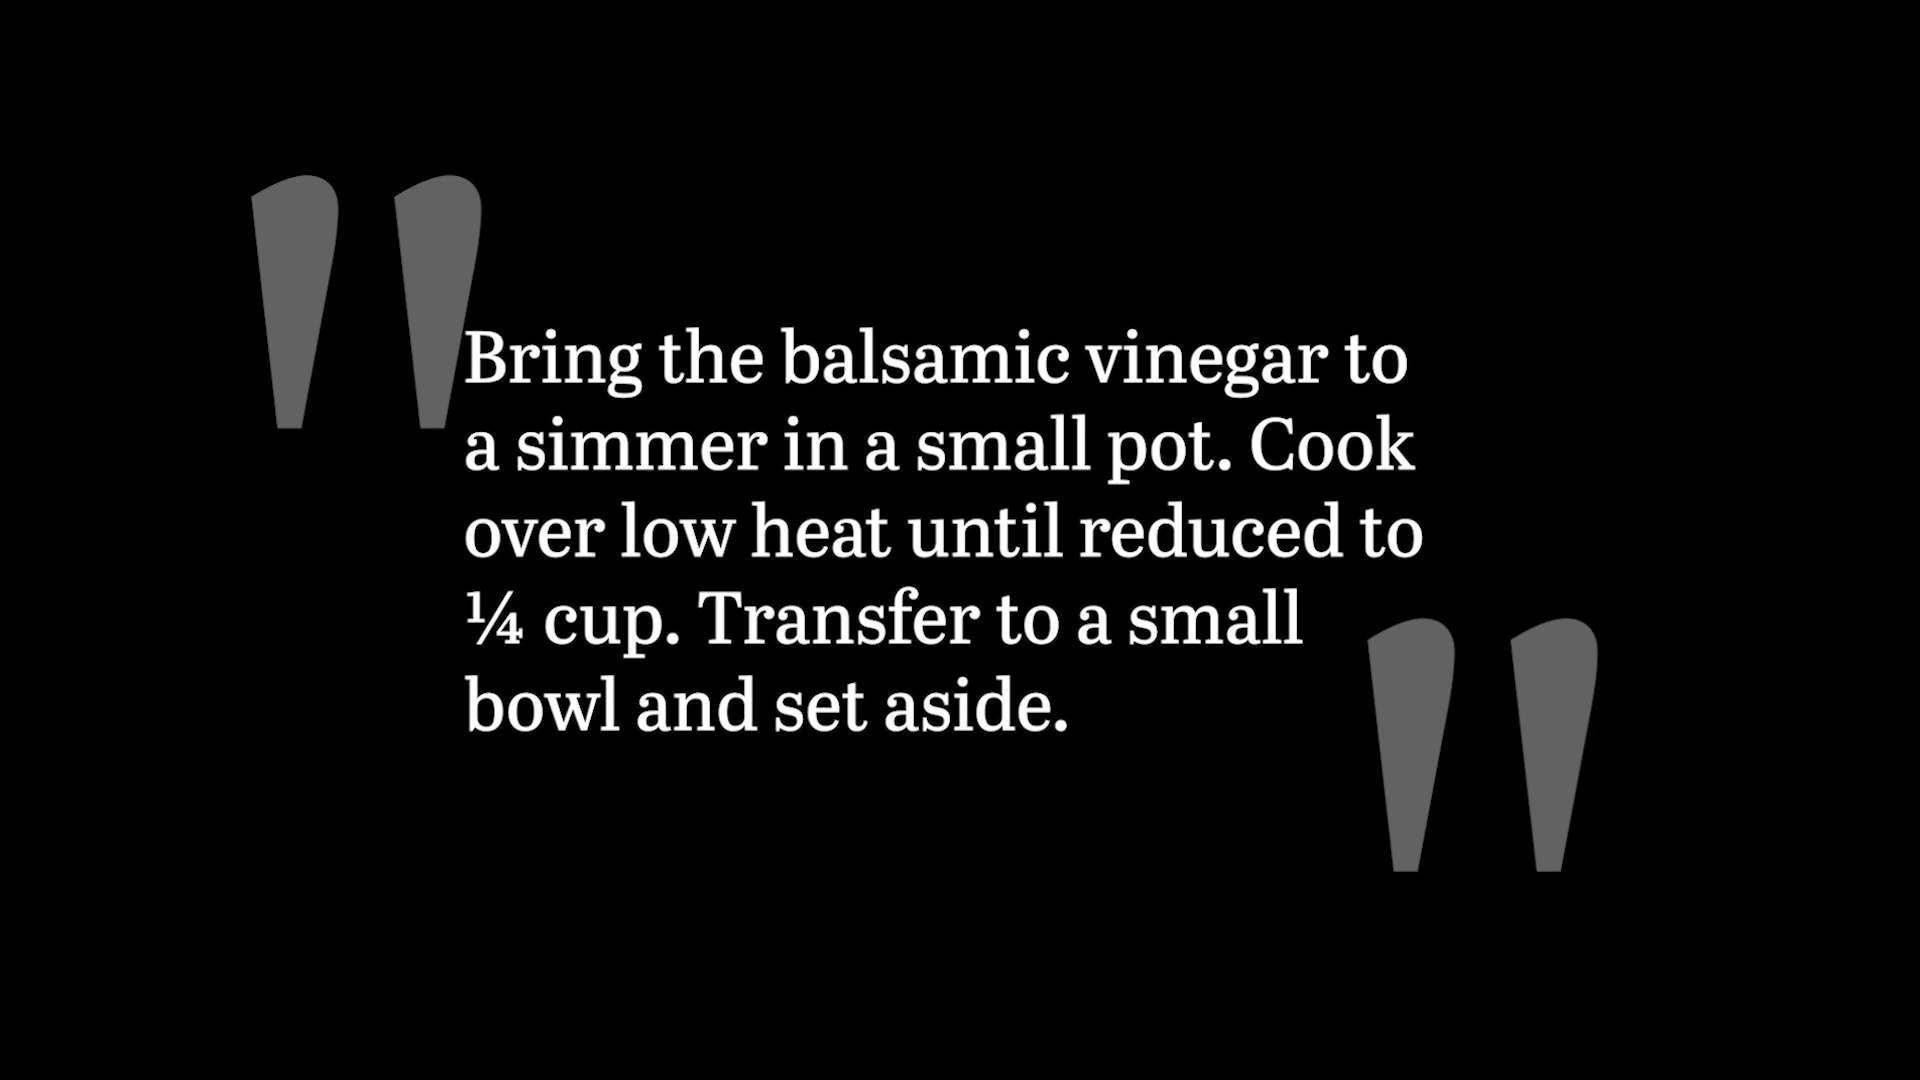 "Bring the balsamic vinegar to
a simmer in a small pot. Cook
over low heat until reduced to
¼ cup. Transfer to a small
bowl and set aside."